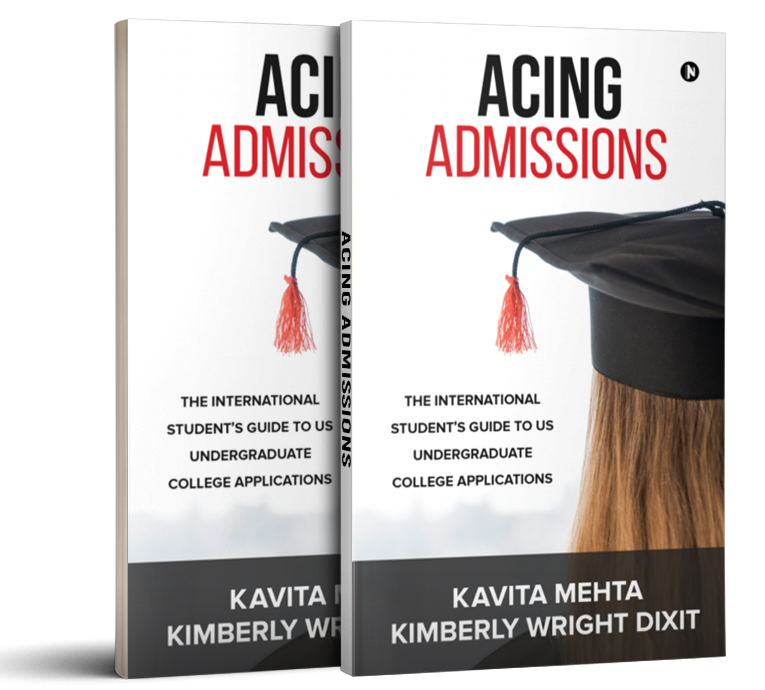 ACI
ADMISS
THE INTERNATIONAL
STUDENT'S GUIDE TO US
UNDERGRADUATE
COLLEGE APPLICATIONS
KAVITA
KIMBERLY WR
ACING ADMISSIONS
ACING
ADMISSIONS
THE INTERNATIONAL
STUDENT'S GUIDE TO US
UNDERGRADUATE
COLLEGE APPLICATIONS
KAVITA MEHTA
KIMBERLY WRIGHT DIXIT